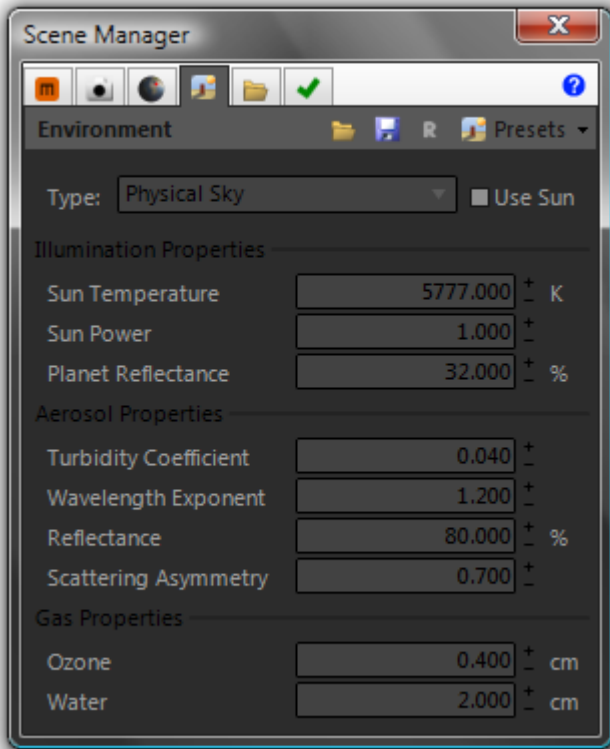 Scene Manager
m
Environment R Presets
Type: Physical Sky Use Sun
Illumination Properties
Sun Temperature 5777.000 K
Sun Power 1.000
Planet Reflectance 32.000 %
Aerosol Properties
Turbidity Coefficient 0.040
Wavelength Exponent 1.200
Reflectance 80.000 %
Scattering Asymmetry 0.700
Gas Properties
Ozone 0.400 cm
Water 2.000 cm